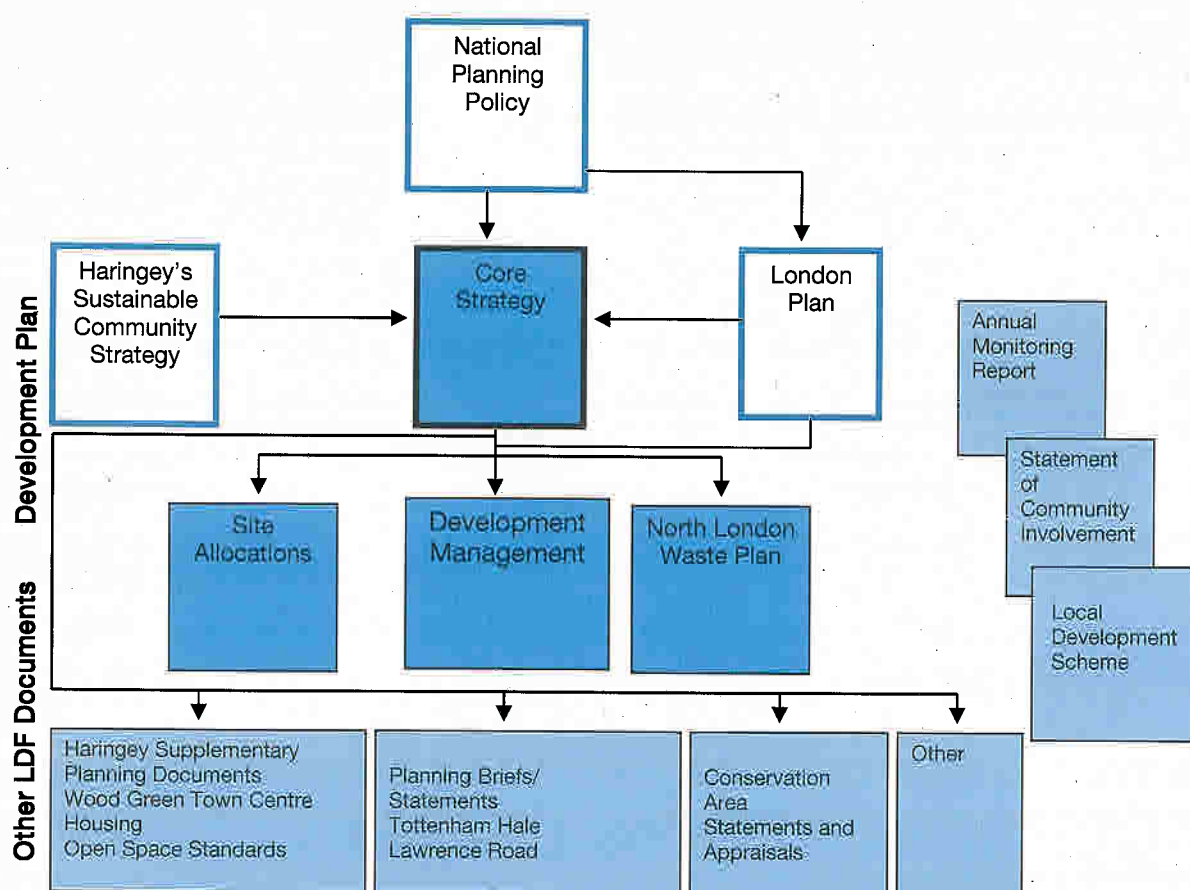 National
Planning
Policy
Haringey's
Sustainable
Community
Strategy
Core
Strategy
London
Plan
Annual
Monitoring
Report
Statement
of
Community
Involvement
Local
Development
Scheme
Development Plan
Site
Allocations
Development
Management
North London
Waste Plan
Other LDF Documents
Haringey Supplementary
Planning Documents
Wood Green Town Centre
Housing
Open Space Standards
Planning Briefs/
Statements
Tottenham Hale
Lawrence Road
Conservation
Area
Statements and
Appraisals
Other